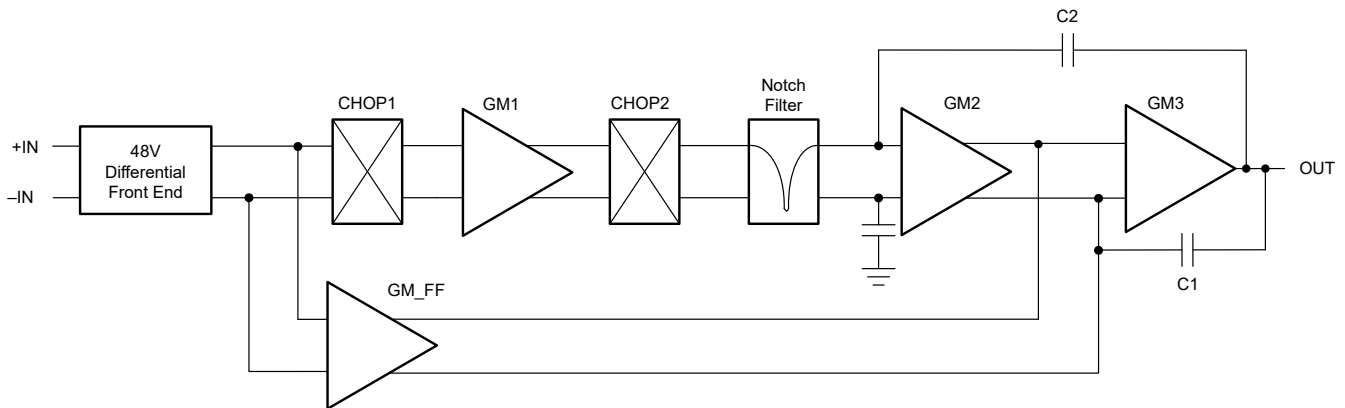 C2
Notch
Filter
CHOP1
GM1
CHOP2
GM2
GM3
+IN
–IN
48V
Differential
Front End
OUT
C1
GM_FF